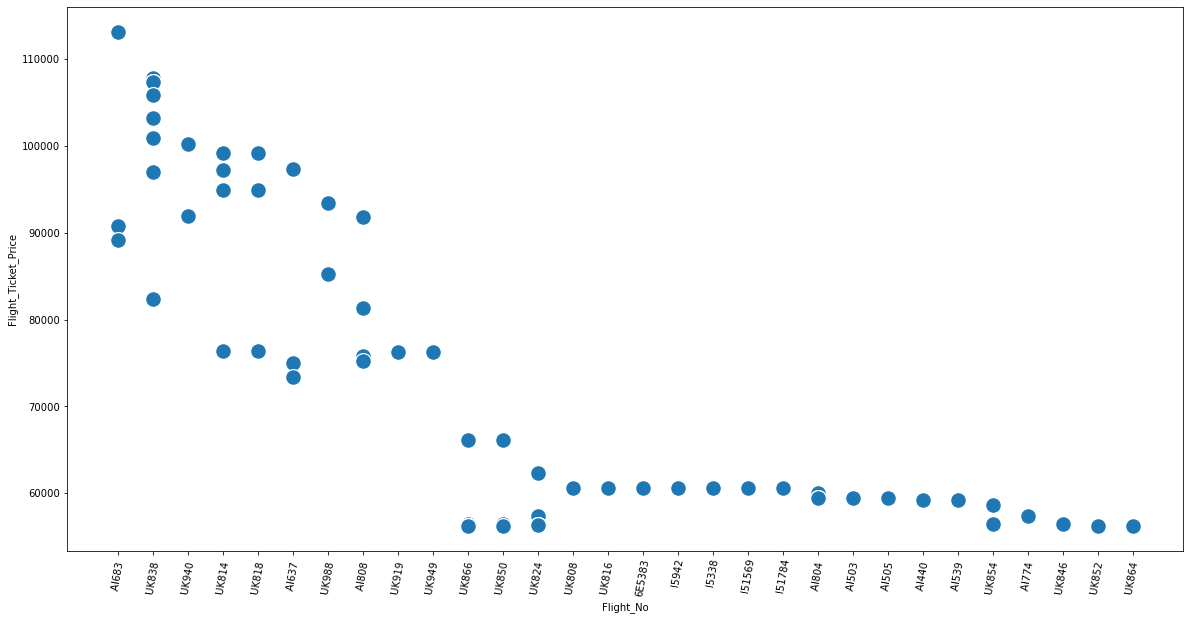 110000
100000
90000
80000
70000
60000
Flight_Ticket_Price
AI683
UK838
UK940
UK814
UK818
AI637
UK988
AI808
UK919
UK949
UK866
UK850
UK824
UK808
UK816
6E5383
I5942
I5338
I51569
I51784
AI804
AI503
AI505
AI440
AI539
UK854
AI774
UK846
UK852
UK864
Flight_No